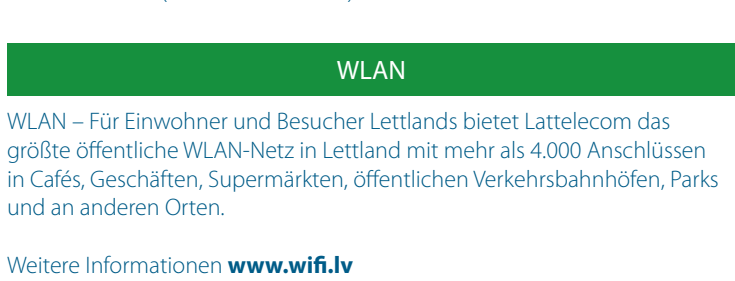 WLAN
WLAN – Für Einwohner und Besucher Lettlands bietet Lattelecom das
größte öffentliche WLAN-Netz in Lettland mit mehr als 4.000 Anschlüssen
in Cafés, Geschäften, Supermärkten, öffentlichen Verkehrsbahnhöfen, Parks
und an anderen Orten.
Weitere Informationen www.wifi.lv